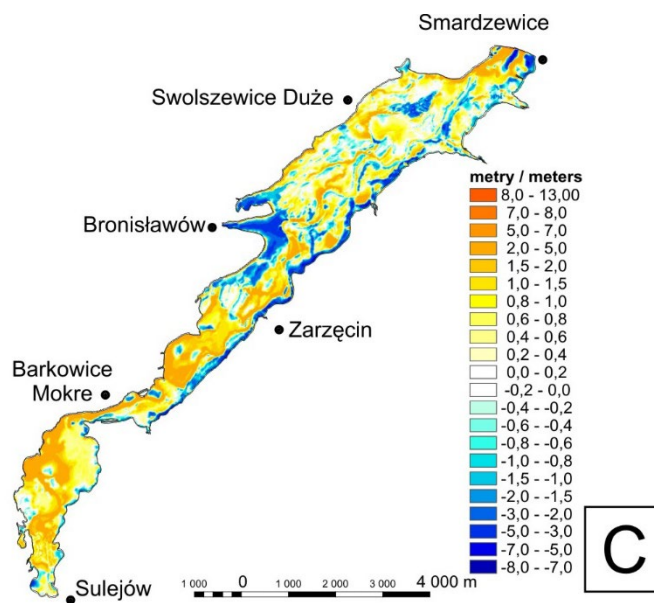 Smardzewice
Swolszewice Duże
Bronisławów
Zarzęcin
Barkowice
Mokre
Sulejów
metry / meters
8,0 - 13,00
7,0 - 8,0
5,0 - 7,0
2,0 - 5,0
1,5 - 2,0
1,0 - 1,5
0,8 - 1,0
0,6 - 0,8
0,4 - 0,6
0,2 - 0,4
0,0 - 0,2
-0,2 - 0,0
-0,4 - -0,2
-0,6 - -0,4
-0,8 - -0,6
-1,0 - -0,8
-1,5 - -1,0
-2,0 - -1,5
-3,0 - -2,0
-5,0 - -3,0
-7,0 - -5,0
-8,0 - -7,0
1 000 0 1 000 2 000 3 000 4 000 m
C